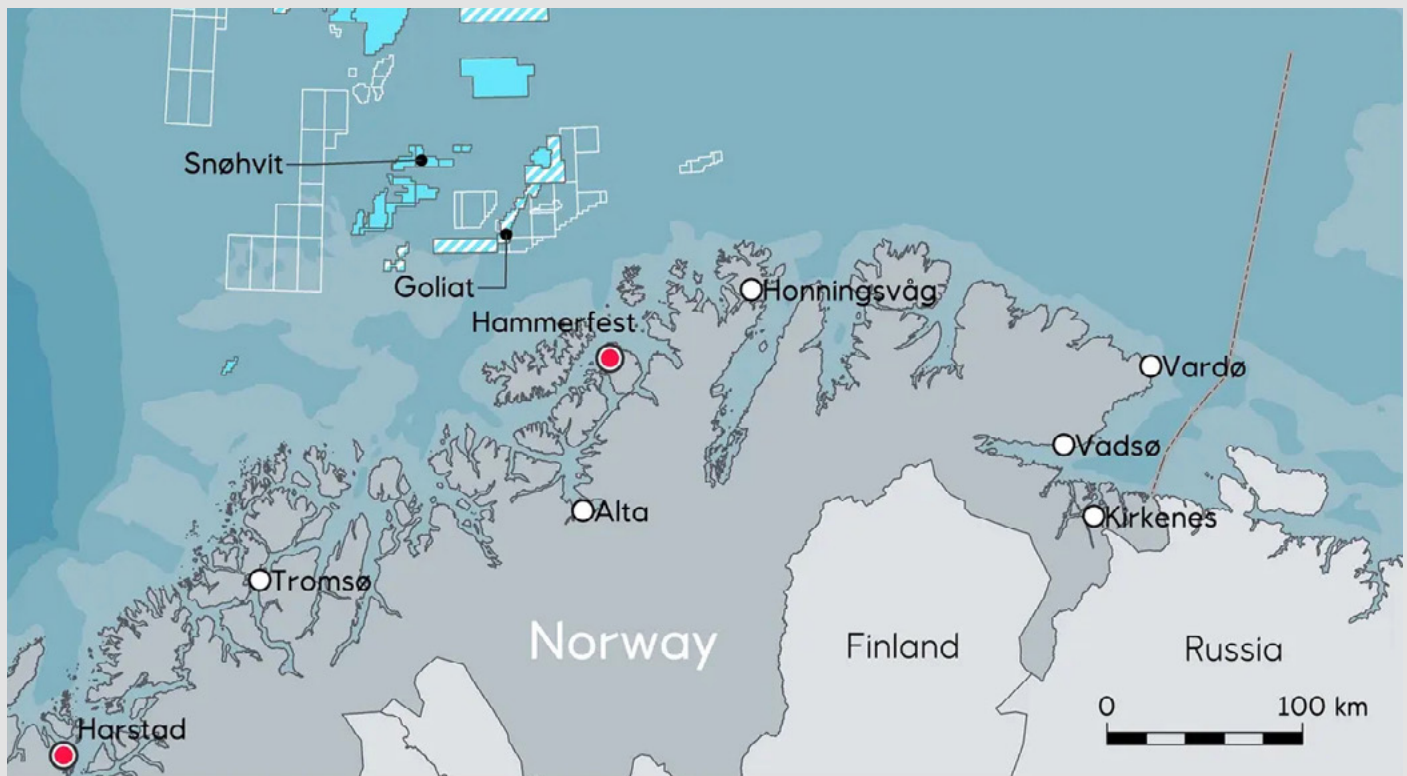 Snøhvit
Goliat
Honningsvåg
Hammerfest
Vardø
Vadsø
Alta
Kirkenes
Tromsø
Norway
Finland
Russia
0 100 km
Harstad